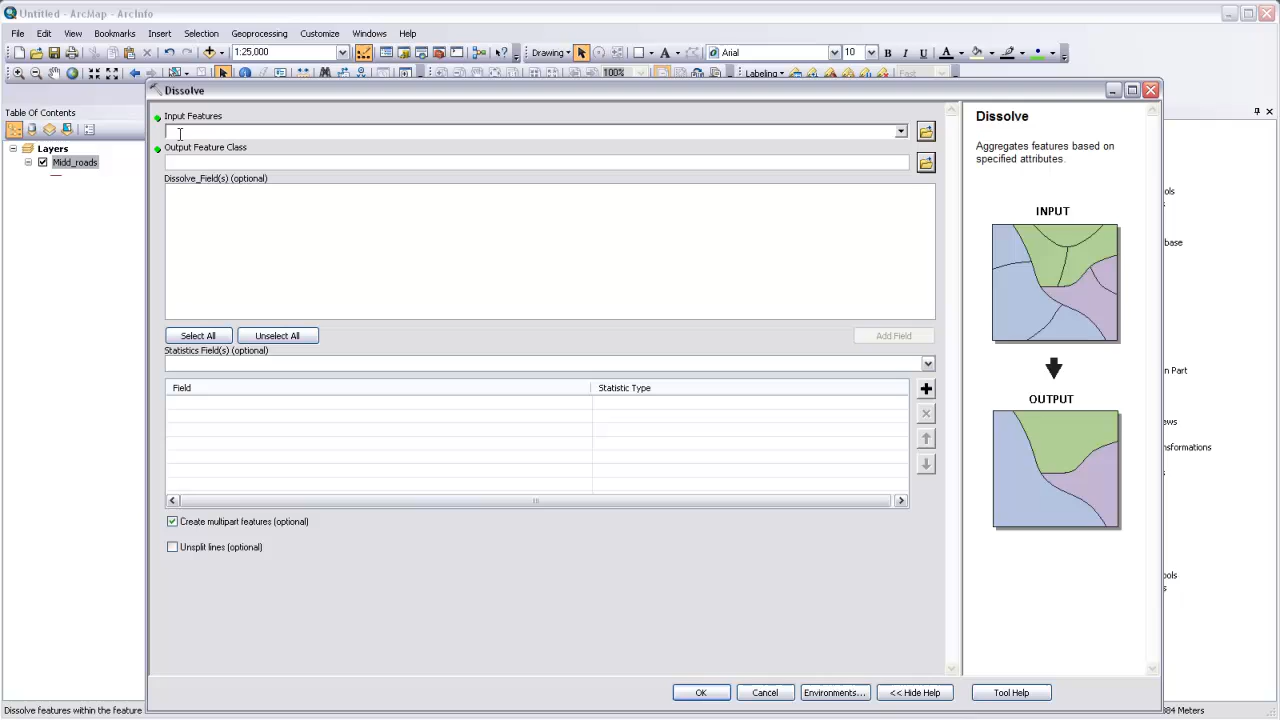 Untitled - ArcMap - ArcInfo
File Edit View Bookmarks Insert Selection Geoprocessing Customize Windows Help
1:25,000 Drawing Arial 10 B I U A
100% Labeling Fast
Dissolve
Table Of Contents
Layers
Midd_roads
Input Features
Output Feature Class
Dissolve_Field(s) (optional)
Select All Unselect All Add Field
Statistics Field(s) (optional)
Field Statistic Type
Create multipart features (optional)
Unsplit lines (optional)
OK Cancel Environments... << Hide Help Tool Help
Dissolve
Aggregates features based on
specified attributes.
INPUT
OUTPUT
ols
base
n Part
aws
nsformations
ools
Dissolve features within the feature
384 Meters